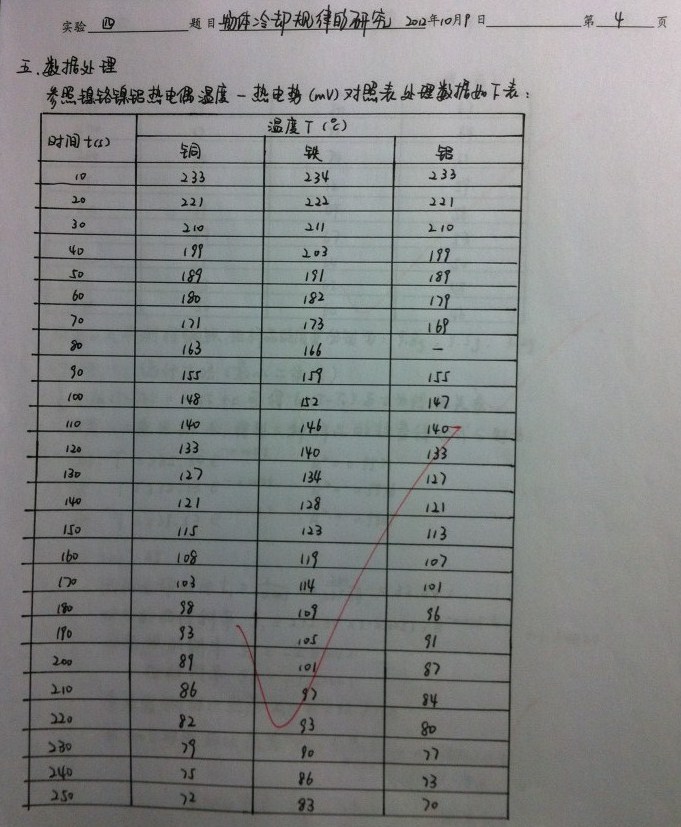 实验 四 题目 物体冷却规律的研究 2012年10月9日 第 4 页
五.数据处理
参照镍铬镍铝热电偶温度-热电势(mV)对照表处理数据如下表:
时间t(s) 温度T(℃)
铜 铁 铝
10 233 234 233
20 221 222 221
30 210 211 210
40 199 203 199
50 189 191 189
60 180 182 179
70 171 173 169
80 163 166 —
90 155 159 155
100 148 152 147
110 140 146 140
120 133 140 133
130 127 134 127
140 121 128 121
150 115 123 113
160 108 119 107
170 103 114 101
180 98 109 96
190 93 105 91
200 89 101 87
210 86 97 84
220 82 93 80
230 79 90 77
240 75 86 73
250 72 83 70